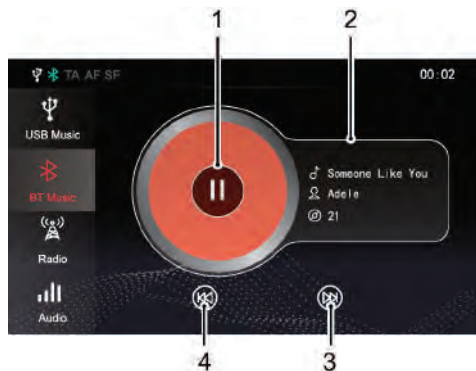 1
2
TA AF SF
00:02
USB Music
BT Music
Radio
Audio
Someone Like You
Adele
21
4
3